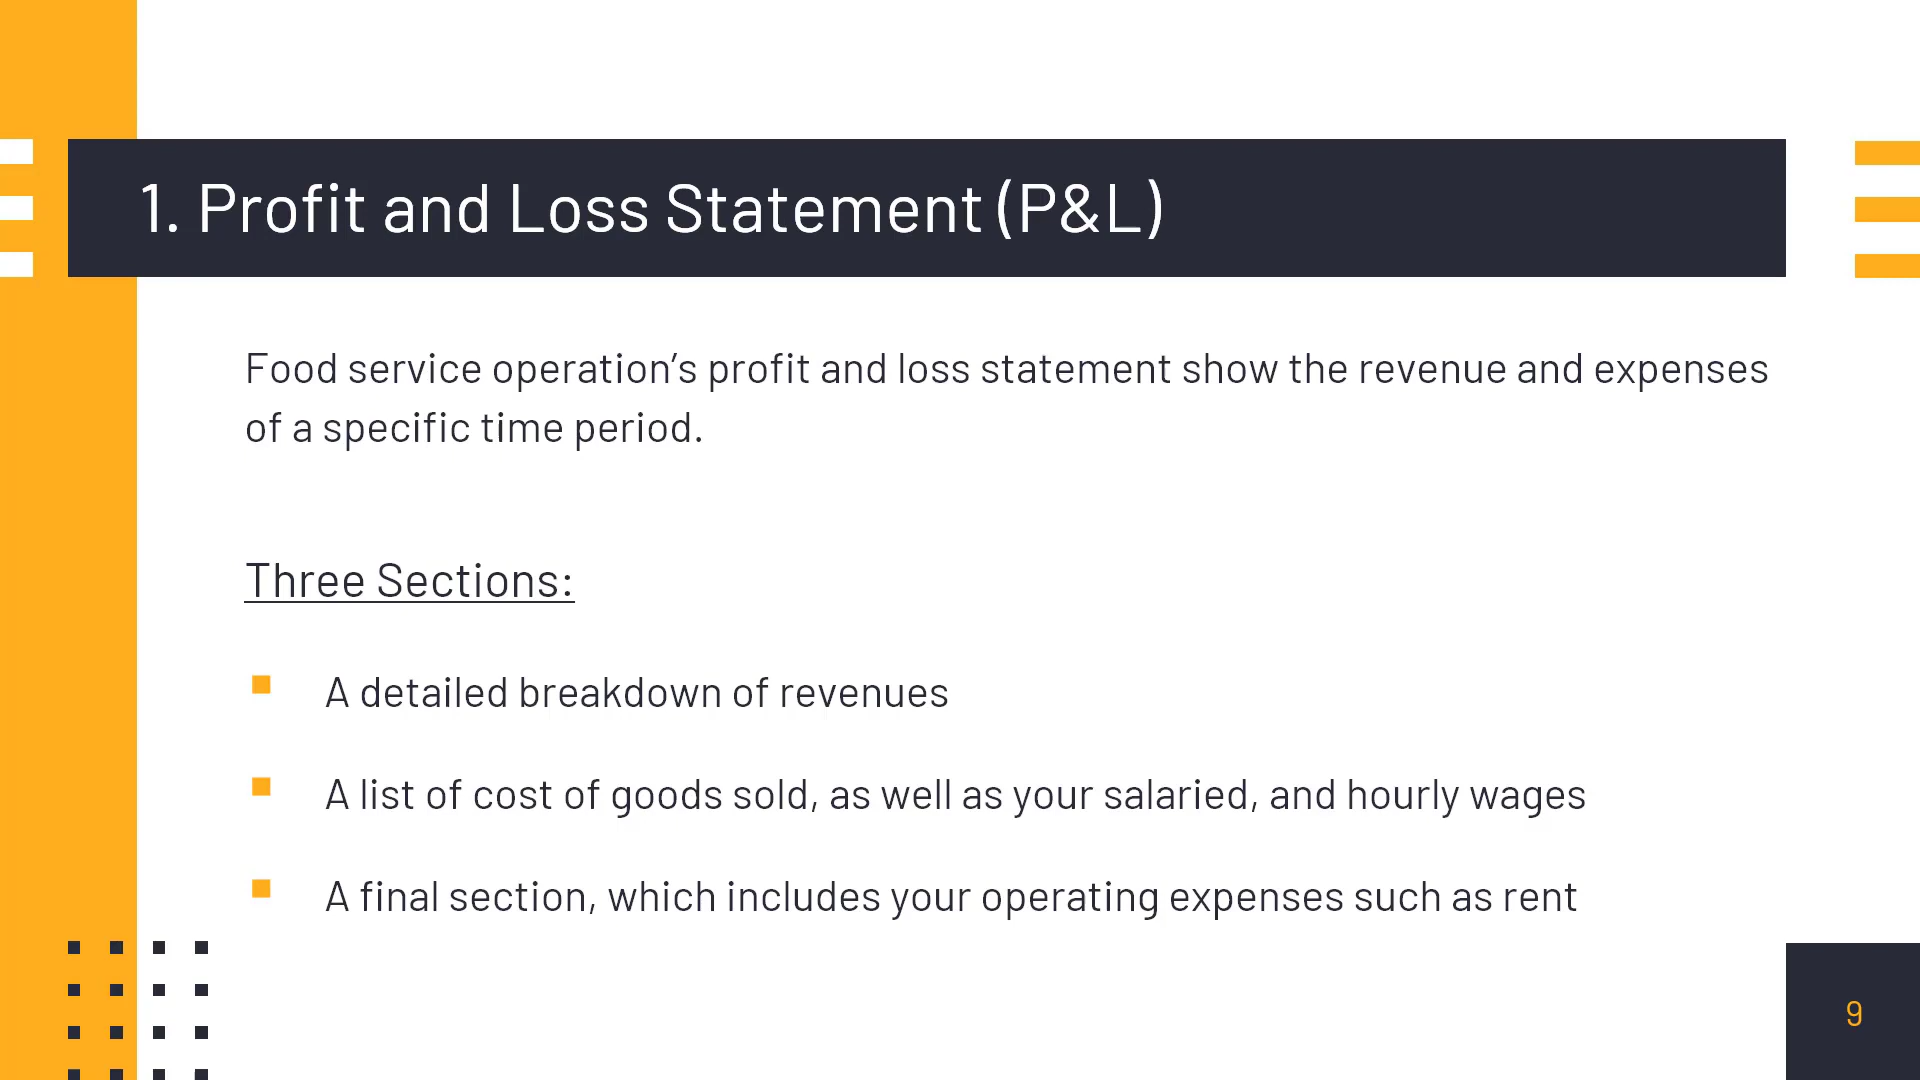 1. Profit and Loss Statement (P&L)
Food service operation’s profit and loss statement show the revenue and expenses
of a specific time period.
Three Sections:
A detailed breakdown of revenues
A list of cost of goods sold, as well as your salaried, and hourly wages
A final section, which includes your operating expenses such as rent
9